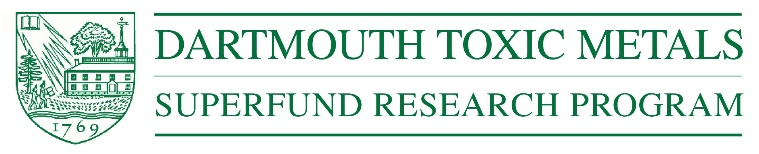 DARTMOUTH TOXIC METALS
SUPERFUND RESEARCH PROGRAM
1769